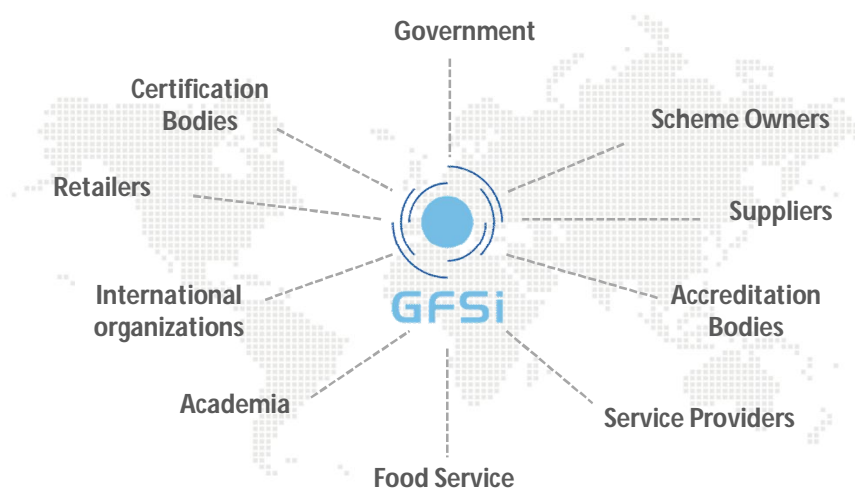 Government
Certification
Bodies
Scheme Owners
Retailers
Suppliers
International
organizations
GFSi
Accreditation
Bodies
Academia
Service Providers
Food Service